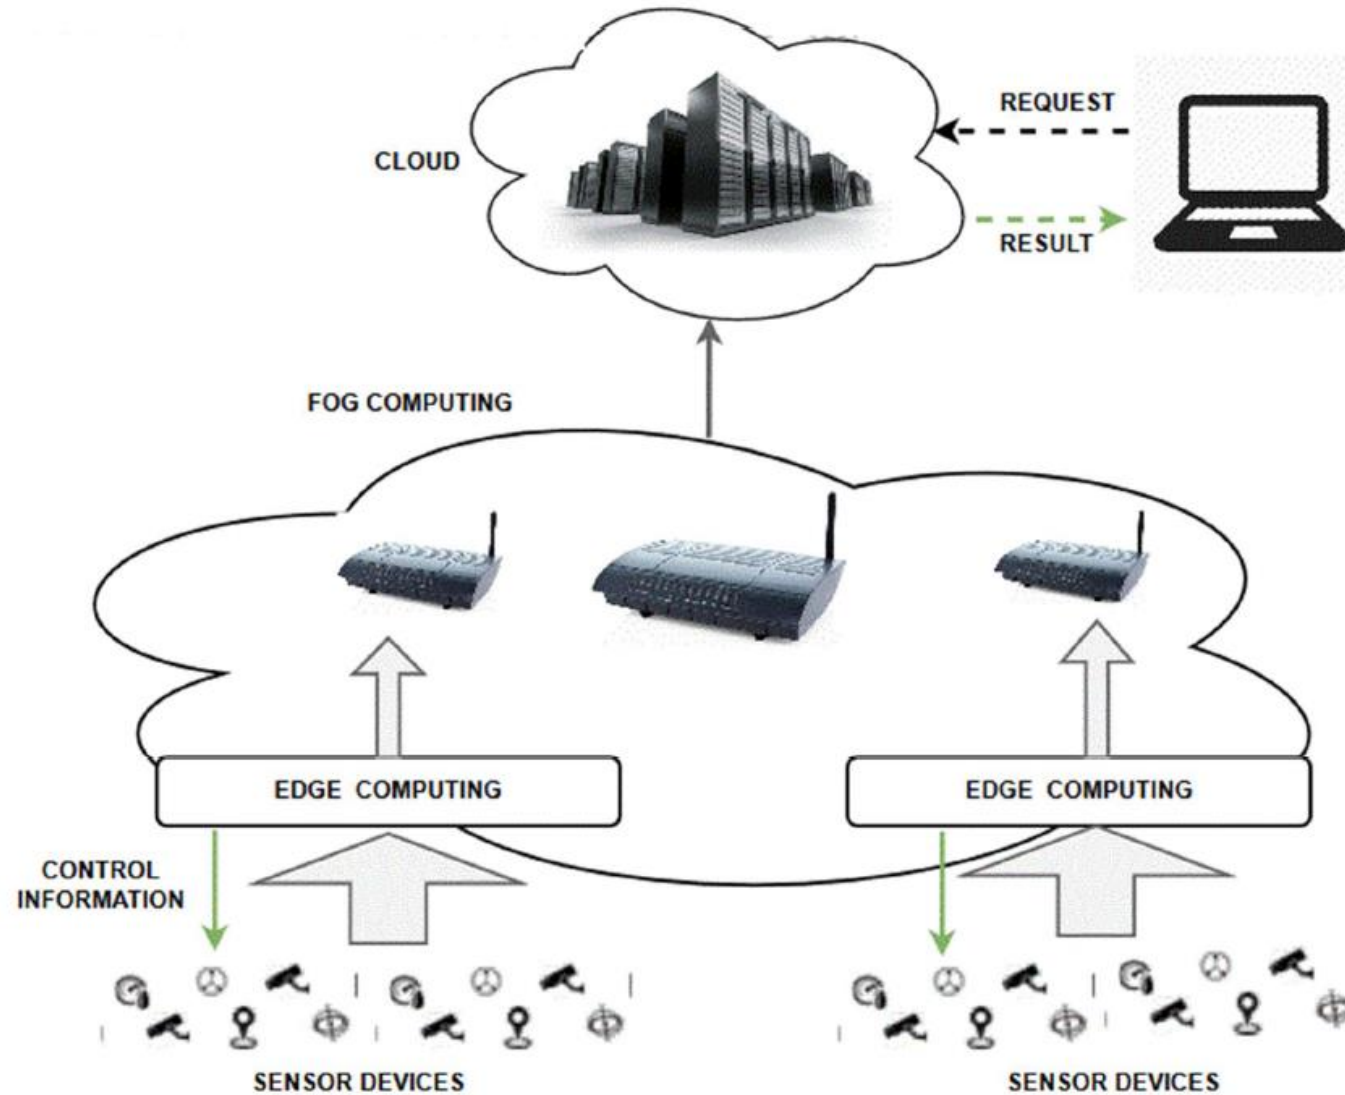 REQUEST
CLOUD
RESULT
FOG COMPUTING
EDGE COMPUTING
EDGE COMPUTING
CONTROL
INFORMATION
SENSOR DEVICES
SENSOR DEVICES